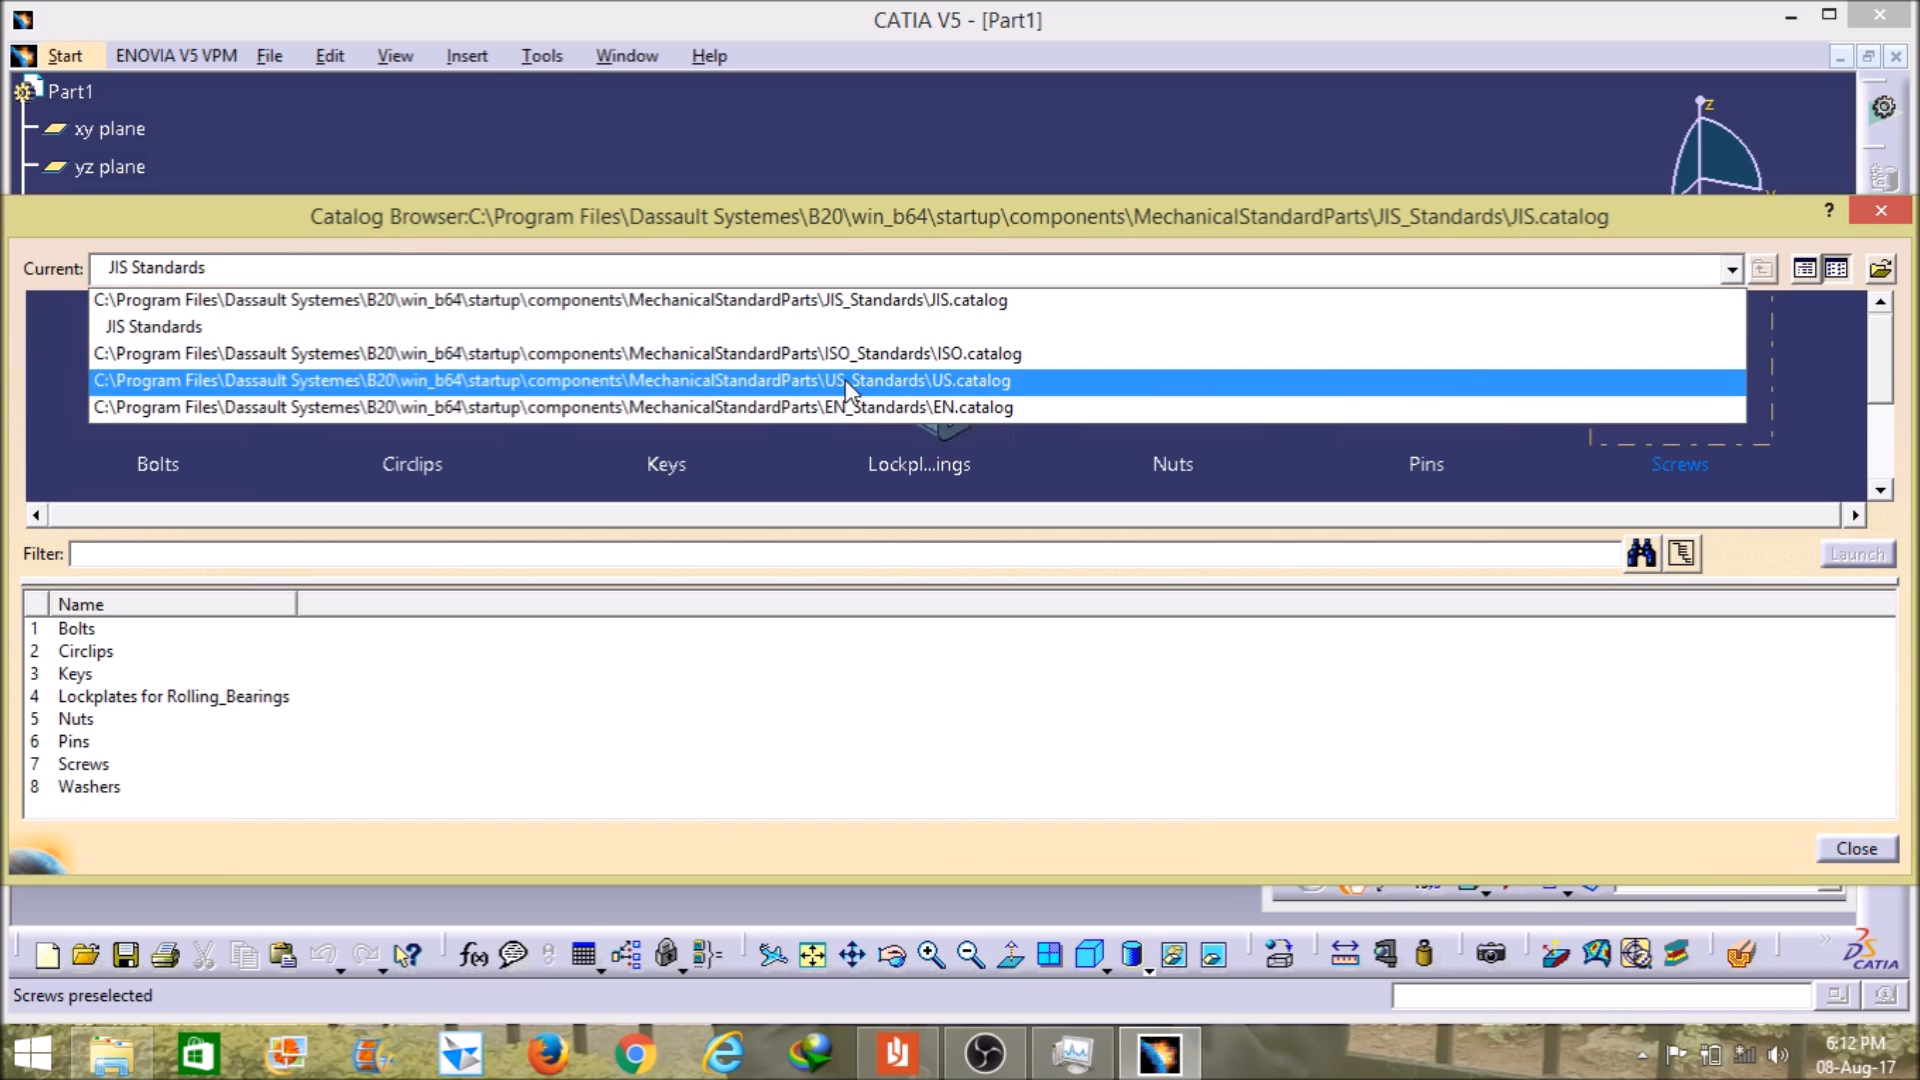 CATIA V5 - [Part1]
Start ENOVIA V5 VPM File Edit View Insert Tools Window Help
Part1
xy plane
yz plane
z
Catalog Browser:C:\Program Files\Dassault Systemes\B20\win_b64\startup\components\MechanicalStandardParts\JIS_Standards\JIS.catalog
?
Current: JIS Standards
C:\Program Files\Dassault Systemes\B20\win_b64\startup\components\MechanicalStandardParts\JIS_Standards\JIS.catalog
JIS Standards
C:\Program Files\Dassault Systemes\B20\win_b64\startup\components\MechanicalStandardParts\ISO_Standards\ISO.catalog
C:\Program Files\Dassault Systemes\B20\win_b64\startup\components\MechanicalStandardParts\US_Standards\US.catalog
C:\Program Files\Dassault Systemes\B20\win_b64\startup\components\MechanicalStandardParts\EN_Standards\EN.catalog
Bolts Circlips Keys Lockpl...ings Nuts Pins Screws
Filter: Launch
Name
1 Bolts
2 Circlips
3 Keys
4 Lockplates for Rolling_Bearings
5 Nuts
6 Pins
7 Screws
8 Washers
Close
f(x)
CATIA
Screws preselected
6:12 PM
08-Aug-17